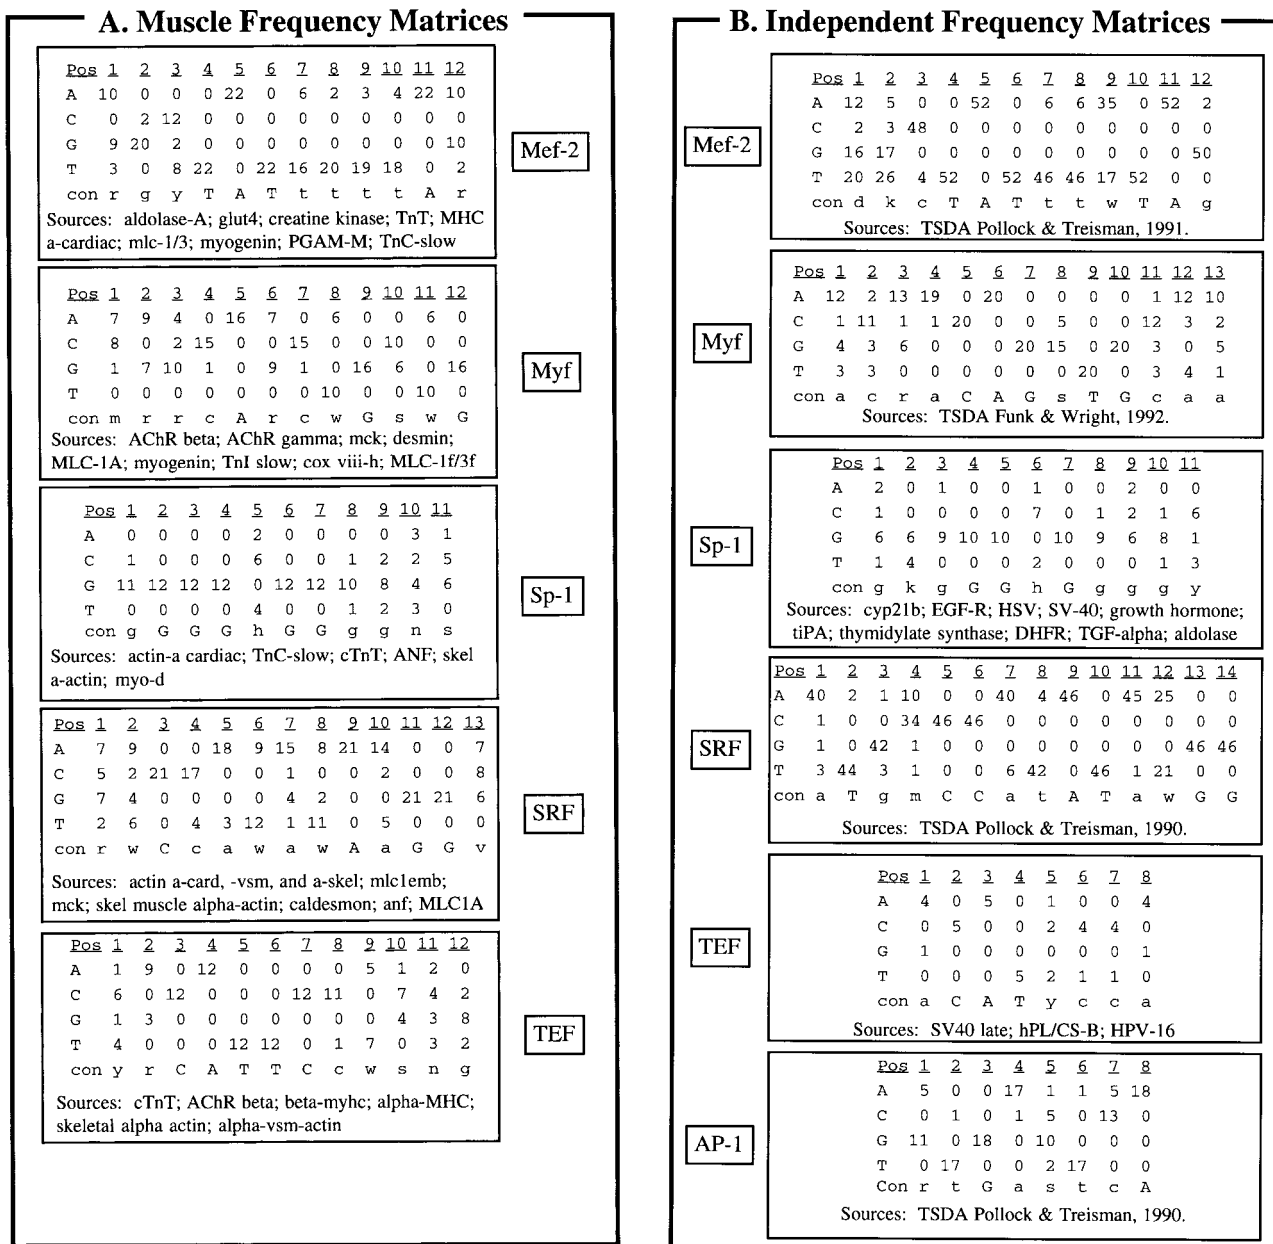 A. Muscle Frequency Matrices
Pos 1 2 3 4 5 6 7 8 9 10 11 12
A 10 0 0 0 22 0 6 2 3 4 22 10
C 0 2 12 0 0 0 0 0 0 0 0 0
G 9 20 2 0 0 0 0 0 0 0 0 10
T 3 0 8 22 0 22 16 20 19 18 0 2
con r g y T A T t t t t A r
Sources: aldolase-A; glut4; creatine kinase; TnT; MHC
a-cardiac; mlc-1/3; myogenin; PGAM-M; TnC-slow
Mef-2
Pos 1 2 3 4 5 6 7 8 9 10 11 12
A 7 9 4 0 16 7 0 6 0 0 6 0
C 8 0 2 15 0 0 15 0 0 10 0 0
G 1 7 10 1 0 9 1 0 16 6 0 16
T 0 0 0 0 0 0 0 10 0 0 10 0
con m r r c A r c w G s w G
Sources: AChR beta; AChR gamma; mck; desmin;
MLC-1A; myogenin; TnI slow; cox viii-h; MLC-1f/3f
Myf
Pos 1 2 3 4 5 6 7 8 9 10 11
A 0 0 0 0 2 0 0 0 0 3 1
C 1 0 0 0 6 0 0 1 2 2 5
G 11 12 12 12 0 12 12 10 8 4 6
T 0 0 0 0 4 0 0 1 2 3 0
con g G G G h G G g g n s
Sources: actin-a cardiac; TnC-slow; cTnT; ANF; skel
a-actin; myo-d
Sp-1
Pos 1 2 3 4 5 6 7 8 9 10 11 12 13
A 7 9 0 0 18 9 15 8 21 14 0 0 7
C 5 2 21 17 0 0 1 0 0 2 0 0 8
G 7 4 0 0 0 0 4 2 0 0 21 21 6
T 2 6 0 4 3 12 1 11 0 5 0 0 0
con r w C c a w a w A a G G v
Sources: actin a-card, -vsm, and a-skel; mlc1emb;
mck; skel muscle alpha-actin; caldesmon; anf; MLC1A
SRF
Pos 1 2 3 4 5 6 7 8 9 10 11 12
A 1 9 0 12 0 0 0 0 5 1 2 0
C 6 0 12 0 0 0 12 11 0 7 4 2
G 1 3 0 0 0 0 0 0 0 4 3 8
T 4 0 0 0 12 12 0 1 7 0 3 2
con y r C A T T C c w s n g
Sources: cTnT; AChR beta; beta-myhc; alpha-MHC;
skeletal alpha actin; alpha-vsm-actin
TEF
B. Independent Frequency Matrices
Mef-2
Pos 1 2 3 4 5 6 7 8 9 10 11 12
A 12 5 0 0 52 0 6 6 35 0 52 2
C 2 3 48 0 0 0 0 0 0 0 0 0
G 16 17 0 0 0 0 0 0 0 0 0 50
T 20 26 4 52 0 52 46 46 17 52 0 0
con d k c T A T t t w T A g
Sources: TSDA Pollock & Treisman, 1991.
Myf
Pos 1 2 3 4 5 6 7 8 9 10 11 12 13
A 12 2 13 19 0 20 0 0 0 0 1 12 10
C 1 11 1 1 20 0 0 5 0 0 12 3 2
G 4 3 6 0 0 0 20 15 0 20 3 0 5
T 3 3 0 0 0 0 0 0 20 0 3 4 1
con a c r a C A G s T G c a a
Sources: TSDA Funk & Wright, 1992.
Sp-1
Pos 1 2 3 4 5 6 7 8 9 10 11
A 2 0 1 0 0 1 0 0 2 0 0
C 1 0 0 0 0 7 0 1 2 1 6
G 6 6 9 10 10 0 10 9 6 8 1
T 1 4 0 0 0 2 0 0 0 1 3
con g k g G G h G g g g y
Sources: cyp21b; EGF-R; HSV; SV-40; growth hormone;
tiPA; thymidylate synthase; DHFR; TGF-alpha; aldolase
SRF
Pos 1 2 3 4 5 6 7 8 9 10 11 12 13 14
A 40 2 1 10 0 0 40 4 46 0 45 25 0 0
C 1 0 0 34 46 46 0 0 0 0 0 0 0 0
G 1 0 42 1 0 0 0 0 0 0 0 0 46 46
T 3 44 3 1 0 0 6 42 0 46 1 21 0 0
con a T g m C C a t A T a w G G
Sources: TSDA Pollock & Treisman, 1990.
TEF
Pos 1 2 3 4 5 6 7 8
A 4 0 5 0 1 0 0 4
C 0 5 0 0 2 4 4 0
G 1 0 0 0 0 0 0 1
T 0 0 0 5 2 1 1 0
con a C A T y c c a
Sources: SV40 late; hPL/CS-B; HPV-16
AP-1
Pos 1 2 3 4 5 6 7 8
A 5 0 0 17 1 1 5 18
C 0 1 0 1 5 0 13 0
G 11 0 18 0 10 0 0 0
T 0 17 0 0 2 17 0 0
Con r t G a s t c A
Sources: TSDA Pollock & Treisman, 1990.